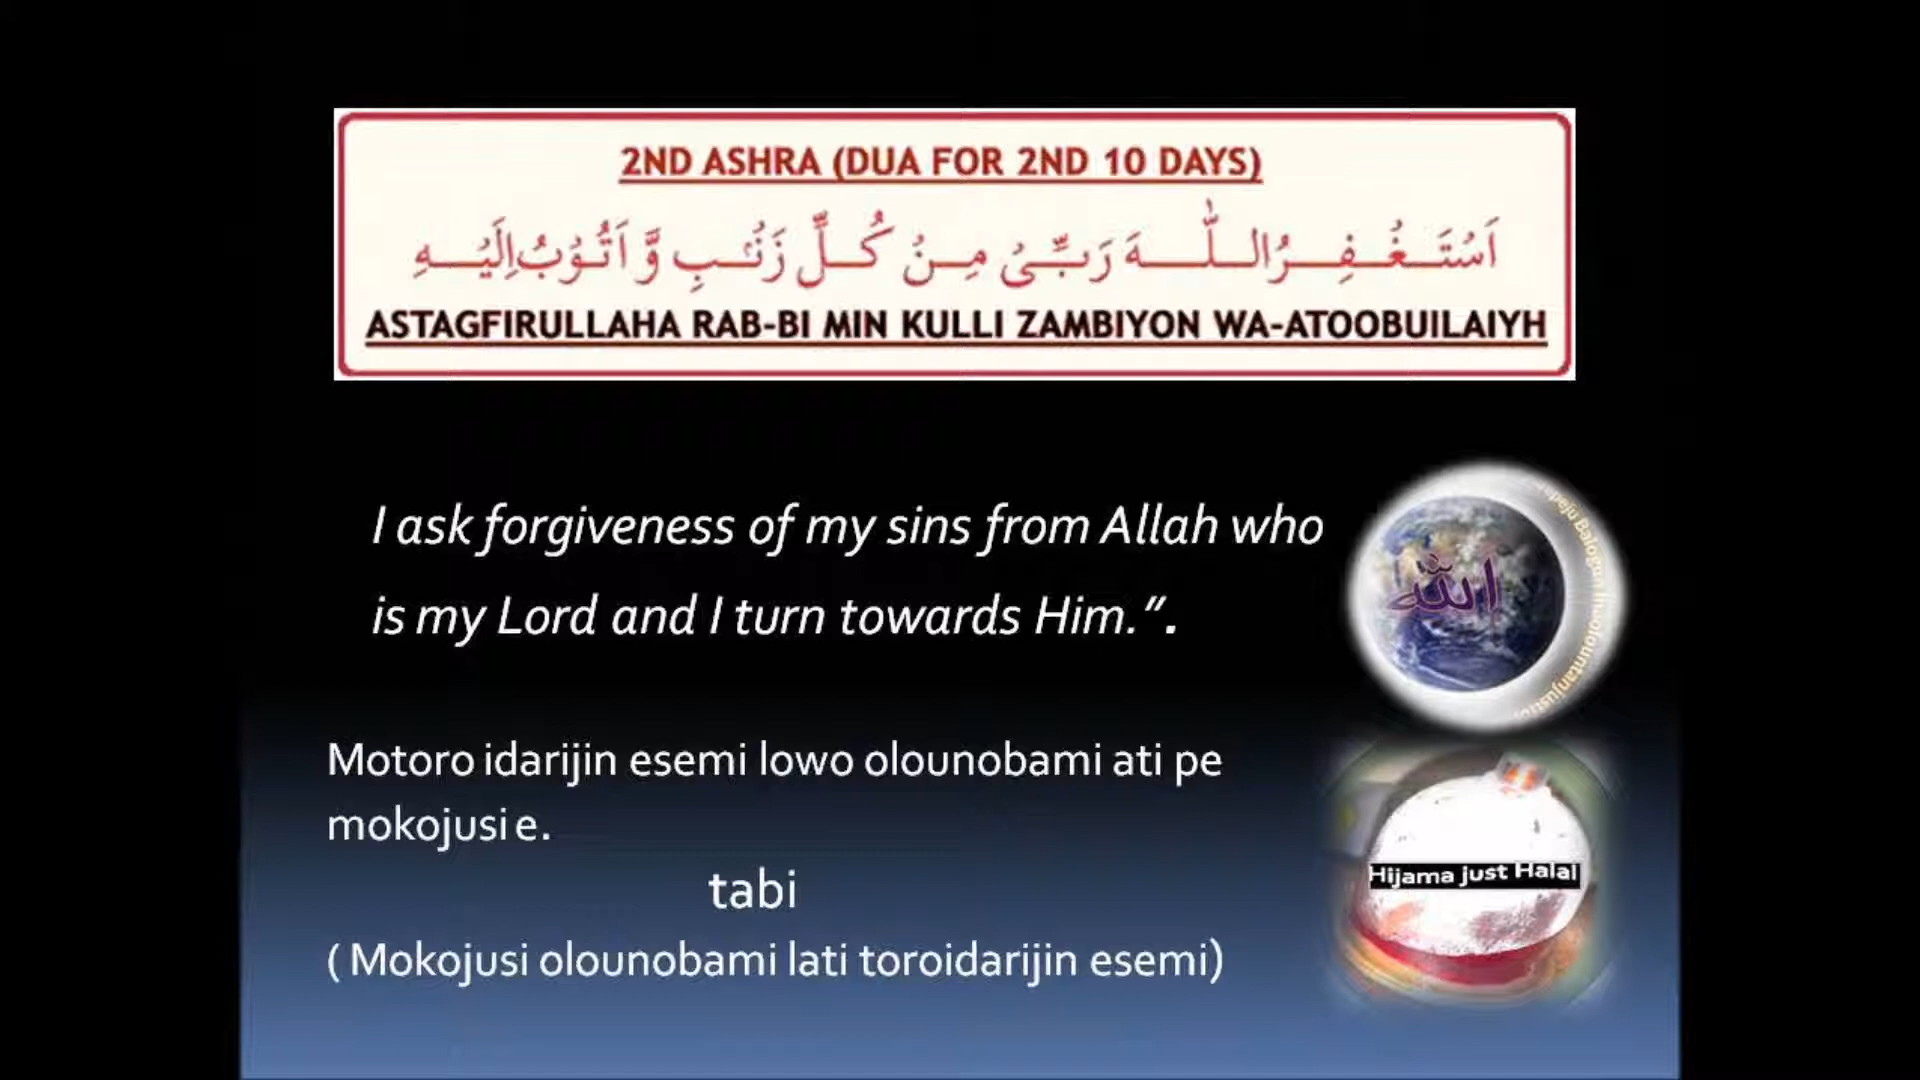 2ND ASHRA (DUA FOR 2ND 10 DAYS)
اَسْتَغْفِرُ اللّٰهَ رَبِّیْ مِنْ كُلِّ زَنْۢبٍ وَّ اَتُوْبُ اِلَیْهِ
ASTAGFIRULLAHA RAB-BI MIN KULLI ZAMBIYON WA-ATOOBUILAIYH
I ask forgiveness of my sins from Allah who
is my Lord and I turn towards Him.”.
الله
Motoro idarijin esemi lowo olounobami ati pe
mokojusi e.
tabi
( Mokojusi olounobami lati toroidarijin esemi)
Hijama just Halal